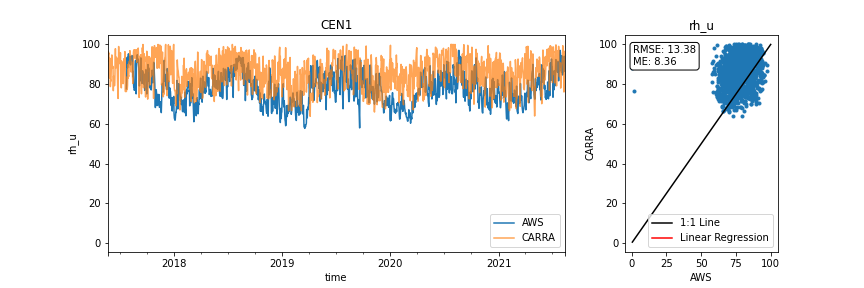 CEN1
rh_u
100
80
60
40
20
0
rh_u
2018
2019
2020
2021
time
AWS
CARRA
rh_u
RMSE: 13.38
ME: 8.36
100
80
60
40
20
0
CARRA
0
25
50
75
100
AWS
1:1 Line
Linear Regression